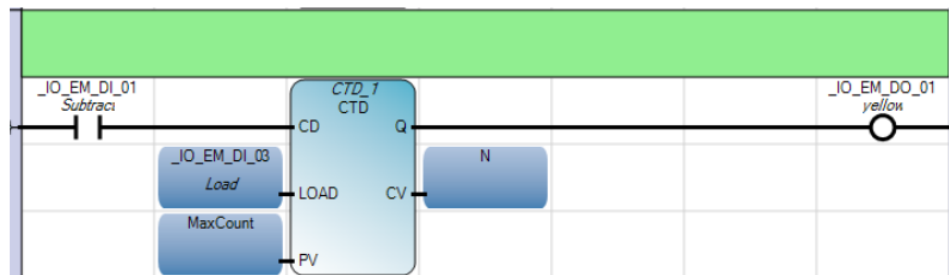 _IO_EM_DI_01
Subtract
CTD_1
CTD
_IO_EM_DO_01
yellow
CD
Q
_IO_EM_DI_03
Load
LOAD
CV
N
MaxCount
PV